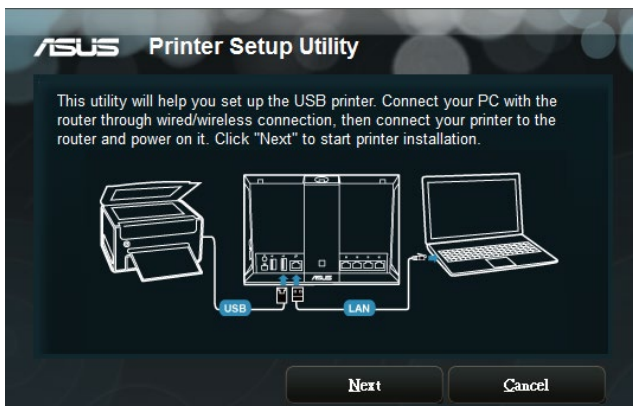 ASUS Printer Setup Utility
This utility will help you set up the USB printer. Connect your PC with the
router through wired/wireless connection, then connect your printer to the
router and power on it. Click "Next" to start printer installation.
ASUS
USB
LAN
Next
Cancel